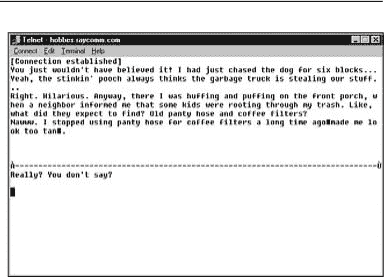 Telnet - hobbes.raycomm.com
Connect Edit Terminal Help
[Connection established]
You just wouldn't have believed it! I had just chased the dog for six blocks...
Yeah, the stinkin' pooch always thinks the garbage truck is stealing our stuff.
..
Right. Hilarious. Anyway, there I was huffing and puffing on the front porch, w
hen a neighbor informed me that some kids were rooting through my trash. Like,
what did they expect to find? Old panty hose and coffee filters?
Nawww. I stopped using panty hose for coffee filters a long time ago■made me lo
ok too tan■.
Really? You don't say?